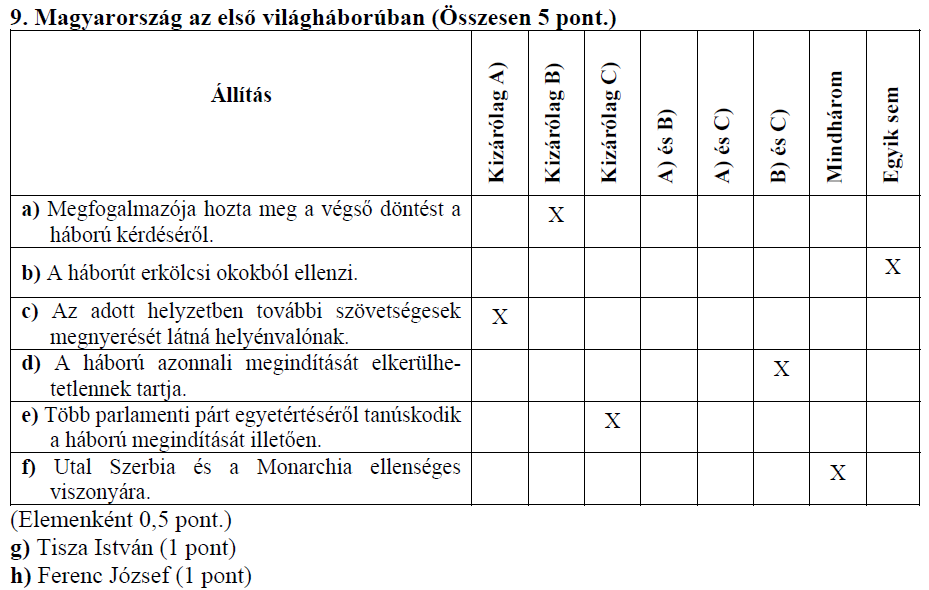 9. Magyarország az első világháborúban (Összesen 5 pont.)
Állítás
Kizárólag A)
Kizárólag B)
Kizárólag C)
A) és B)
A) és C)
B) és C)
Mindhárom
Egyik sem
a) Megfogalmazója hozta meg a végső döntést a
háború kérdéséről.
X
b) A háborút erkölcsi okokból ellenzi.
X
c) Az adott helyzetben további szövetségesek
megnyerését látná helyénvalónak.
X
d) A háború azonnali megindítását elkerülhe-
tetlennek tartja.
X
e) Több parlamenti párt egyetértéséről tanúskodik
a háború megindítását illetően.
X
f) Utal Szerbia és a Monarchia ellenséges
viszonyára.
X
(Elemenként 0,5 pont.)
g) Tisza István (1 pont)
h) Ferenc József (1 pont)